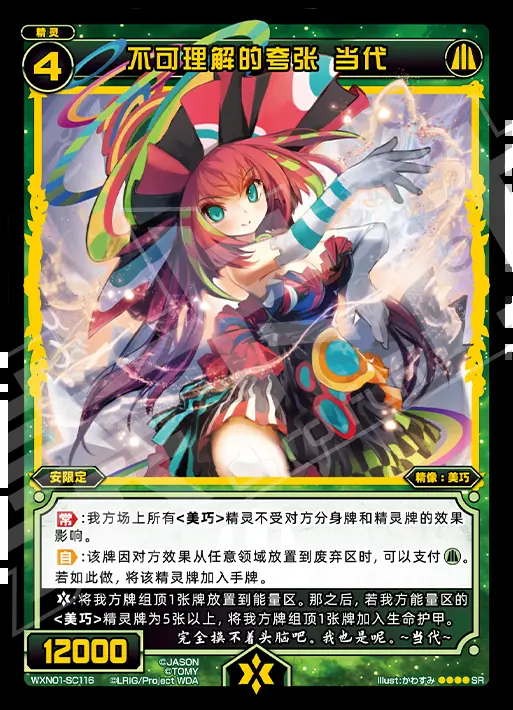 精灵
4
不可理解的夸张 当代
安限定
精像：美巧
常:我方场上所有<美巧>精灵不受对方分身牌和精灵牌的效果
影响。
自:该牌因对方效果从任意领域放置到废弃区时, 可以支付。
若如此做, 将该精灵牌加入手牌。
:将我方牌组顶1张牌放置到能量区。那之后, 若我方能量区的
<美巧>精灵牌为5张以上, 将我方牌组顶1张牌加入生命护甲。
完全摸不着头脑吧。我也是呢。~当代~
12000
©JASON
©TOMY
WXN01-SC116 ©LRIG/Project WDA
Illust:かわすみ
SR